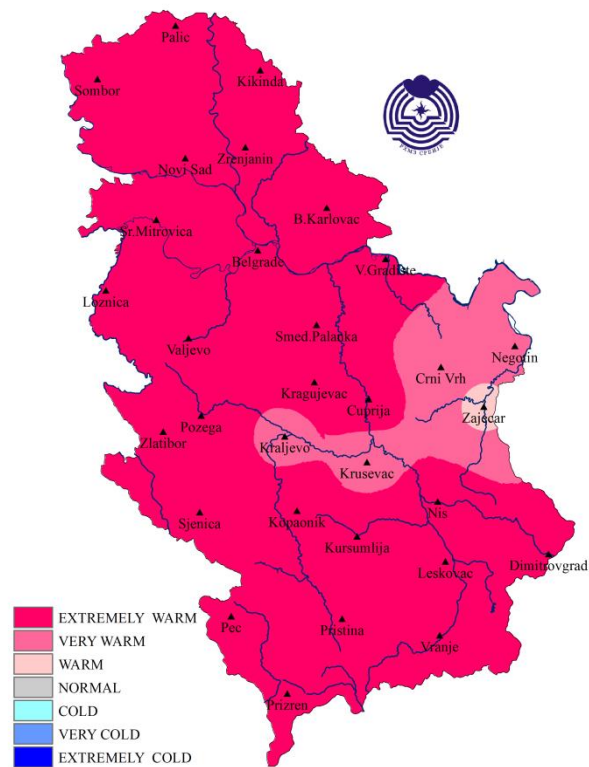 Palic
Sombor
Kikinda
Novi Sad
Zrenjanin
B.Karlovac
Sr.Mitrovica
Belgrade
V.Gradiste
Loznica
Valjevo
Smed.Palanka
Negotin
Crni Vrh
Kragujevac
Cuprija
Zajecar
Pozega
Zlatibor
Kraljevo
Krusevac
Sjenica
Kopaonik
Nis
Kursumlija
Leskovac
Dimitrovgrad
Pec
Pristina
Vranje
Prizren
EXTREMELY WARM
VERY WARM
WARM
NORMAL
COLD
VERY COLD
EXTREMELY COLD